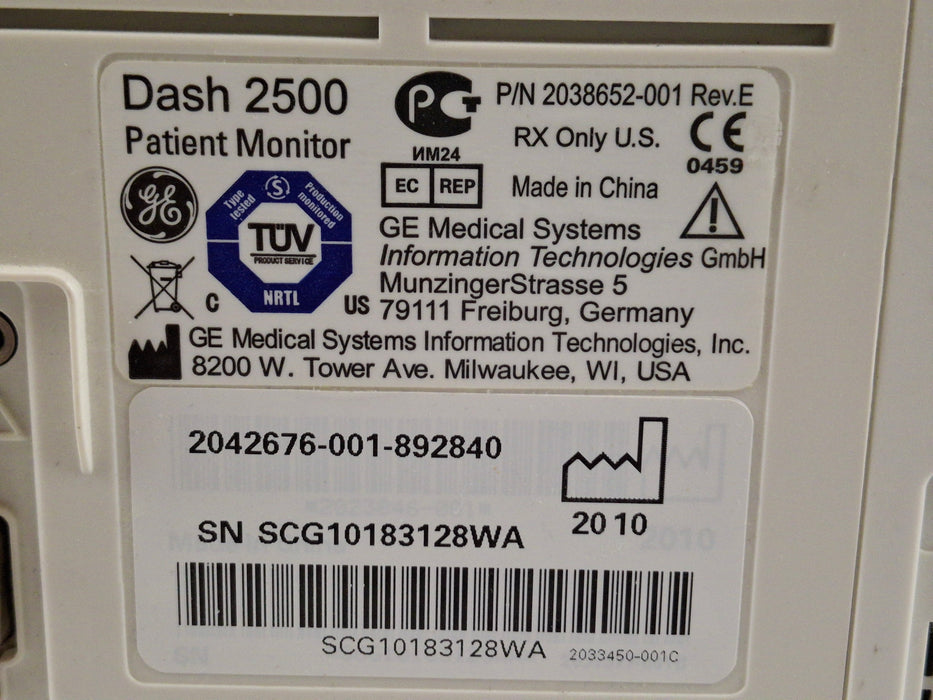 Dash 2500
Patient Monitor
РСТ
ИМ24
P/N 2038652-001 Rev.E
RX Only U.S.
CE
0459
EC REP
Made in China
GE
Type tested
S
Production monitored
TÜV
PRODUCT SERVICE
NRTL
C US
GE Medical Systems
Information Technologies GmbH
MunzingerStrasse 5
79111 Freiburg, Germany
GE Medical Systems Information Technologies, Inc.
8200 W. Tower Ave. Milwaukee, WI, USA
2042676-001-892840
2010
SN SCG10183128WA
SCG10183128WA
2033450-001C